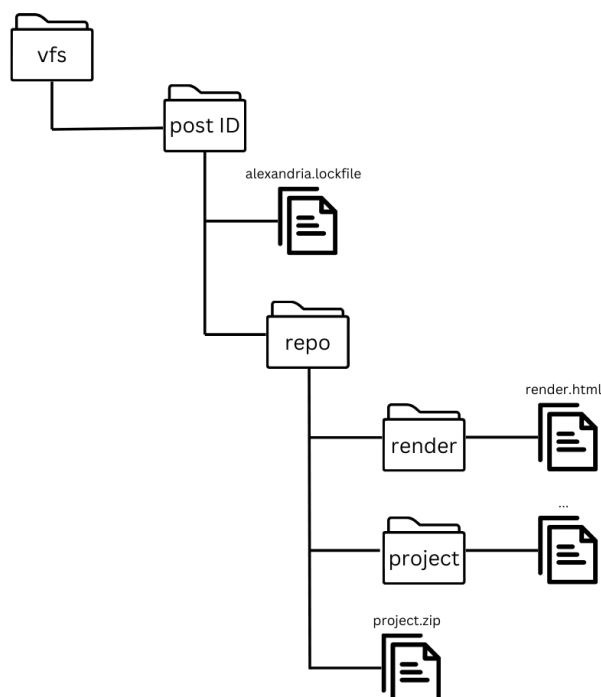 vfs
post ID
alexandria.lockfile
repo
render.html
render
...
project
project.zip